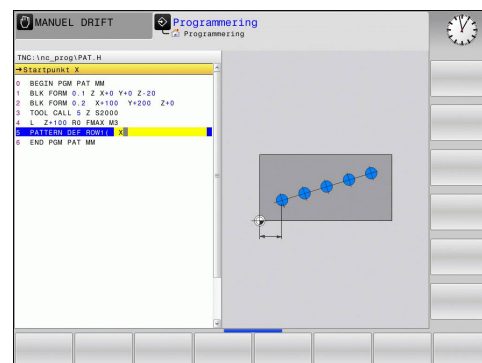 MANUEL DRIFT
Programmering
Programmering
TNC:\nc_prog\PAT.H
→Startpunkt X
0 BEGIN PGM PAT MM
1 BLK FORM 0.1 Z X+0 Y+0 Z-20
2 BLK FORM 0.2 X+100 Y+200 Z+0
3 TOOL CALL 5 Z S2000
4 L Z+100 R0 FMAX M3
5 PATTERN DEF ROW1( X
6 END PGM PAT MM